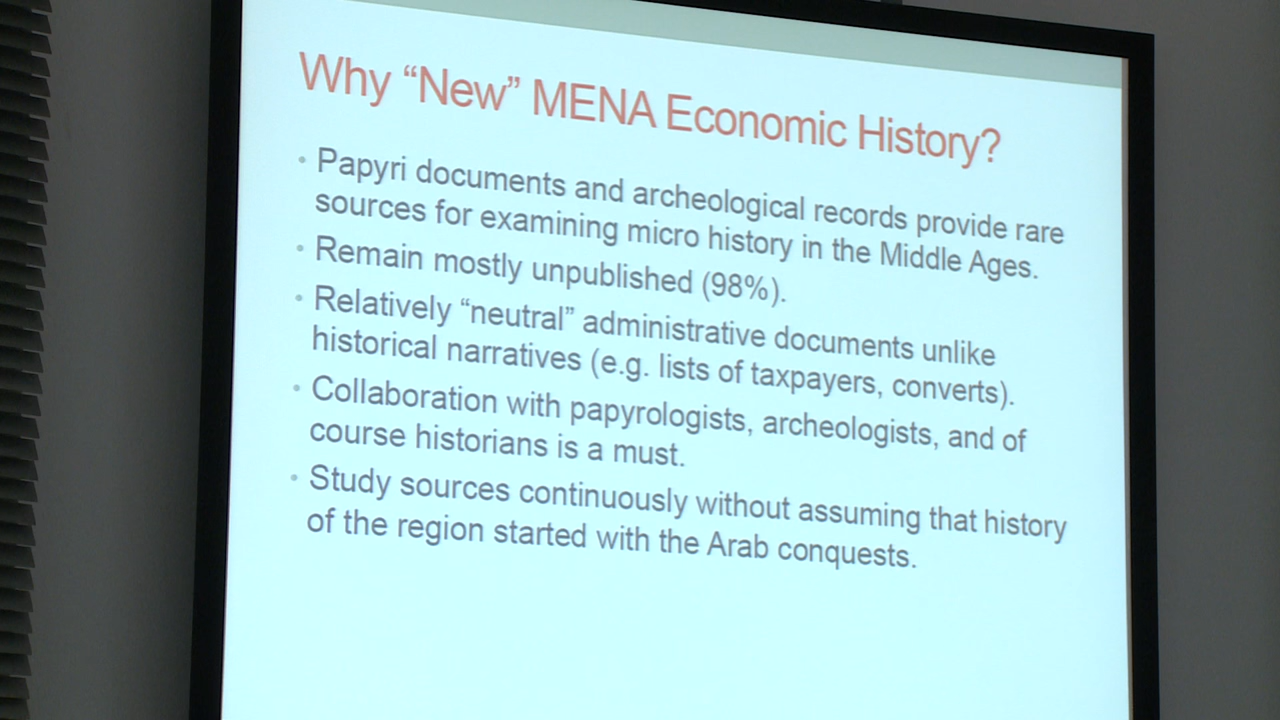 Why “New” MENA Economic History?
• Papyri documents and archeological records provide rare
sources for examining micro history in the Middle Ages.
• Remain mostly unpublished (98%).
• Relatively “neutral” administrative documents unlike
historical narratives (e.g. lists of taxpayers, converts).
• Collaboration with papyrologists, archeologists, and of
course historians is a must.
• Study sources continuously without assuming that history
of the region started with the Arab conquests.